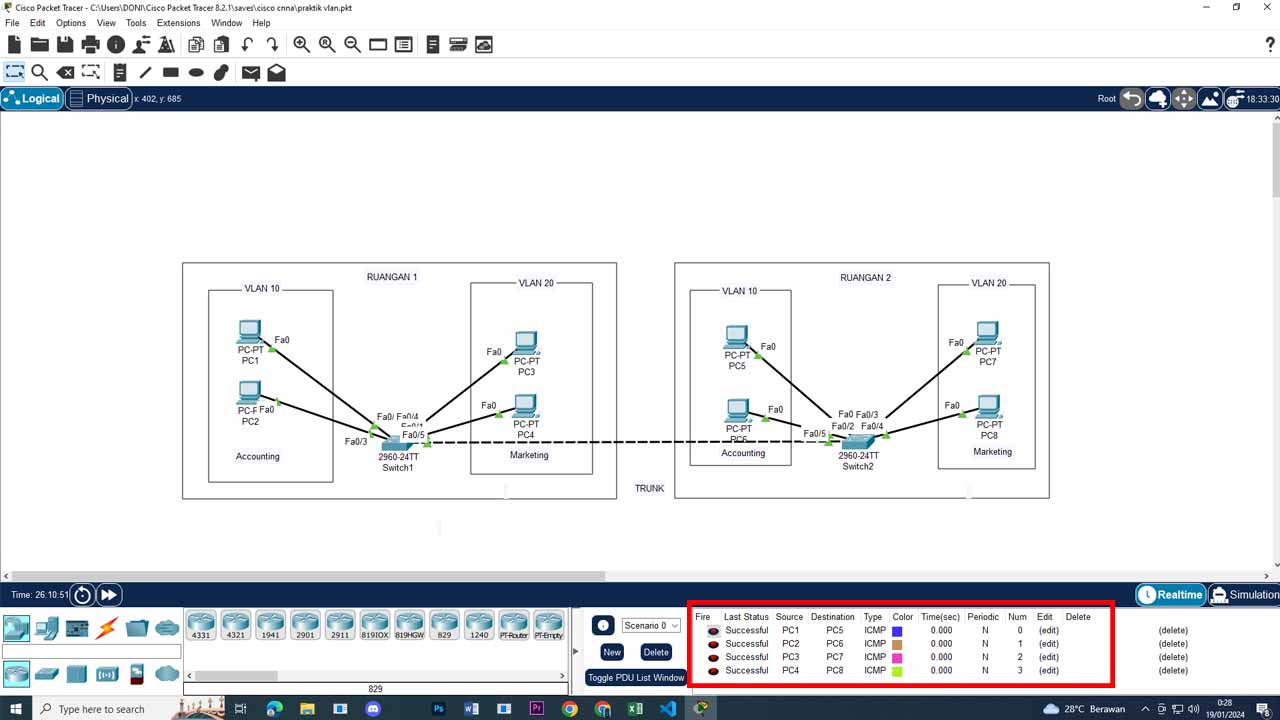 Cisco Packet Tracer - C:\Users\DONI\Cisco Packet Tracer 8.2.1\saves\cisco cnna\praktik vlan.pkt
File Edit Options View Tools Extensions Window Help
Logical Physical x: 402, y: 685 Root 18:33:30
RUANGAN 1
VLAN 10
VLAN 20
Fa0
PC-PT
PC1
Fa0
PC2
Fa0
PC-PT
PC3
Fa0
PC-PT
PC4
Fa0/4
Fa0/5
Fa0/3
2960-24TT
Switch1
Accounting
Marketing
TRUNK
RUANGAN 2
VLAN 10
VLAN 20
Fa0
PC-PT
PC5
Fa0
PC-PT
PC6
Fa0
PC-PT
PC7
Fa0
PC-PT
PC8
Fa0 Fa0/3
Fa0/5 Fa0/2 Fa0/4
2960-24TT
Switch2
Accounting
Marketing
Time: 26:10:51 Realtime Simulation
4331 4321 1941 2901 2911 819IOX 819HGW 829 1240 PT-Router PT-Empty
829
Scenario 0
New Delete
Toggle PDU List Window
Fire Last Status Source Destination Type Color Time(sec) Periodic Num Edit Delete
Successful PC1 PC5 ICMP 0.000 N 0 (edit) (delete)
Successful PC2 PC6 ICMP 0.000 N 1 (edit) (delete)
Successful PC3 PC7 ICMP 0.000 N 2 (edit) (delete)
Successful PC4 PC8 ICMP 0.000 N 3 (edit) (delete)
Type here to search
28°C Berawan
0:28
19/01/2024